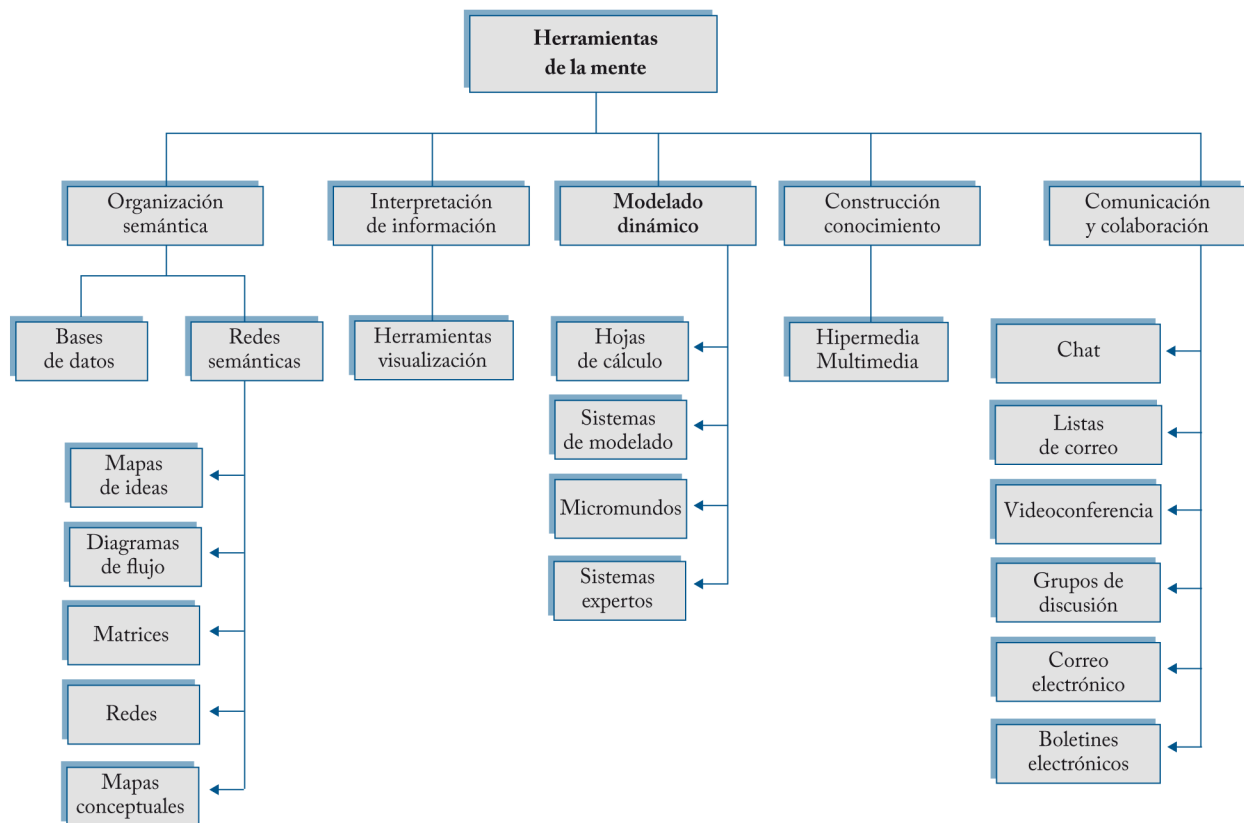 Herramientas
de la mente
Organización
semántica
Interpretación
de información
Modelado
dinámico
Construcción
conocimiento
Comunicación
y colaboración
Bases
de datos
Redes
semánticas
Herramientas
visualización
Hojas
de cálculo
Hipermedia
Multimedia
Chat
Sistemas
de modelado
Listas
de correo
Mapas
de ideas
Micromundos
Videoconferencia
Diagramas
de flujo
Sistemas
expertos
Grupos de
discusión
Matrices
Correo
electrónico
Redes
Boletines
electrónicos
Mapas
conceptuales